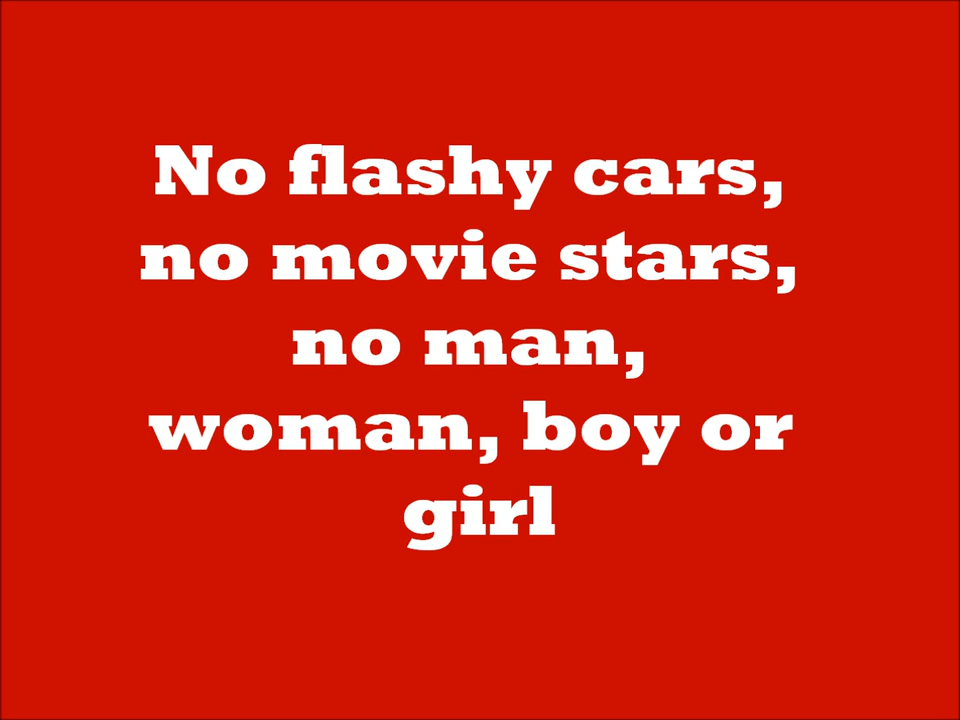 No flashy cars,
no movie stars,
no man,
woman, boy or
girl